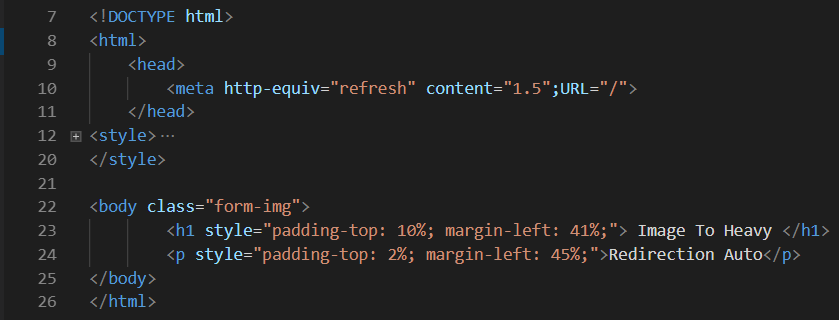 7 <!DOCTYPE html>
8 <html>
9 <head>
10 <meta http-equiv="refresh" content="1.5";URL="/">
11 </head>
12 <style>⋯
20 </style>
21
22 <body class="form-img">
23 <h1 style="padding-top: 10%; margin-left: 41%;"> Image To Heavy </h1>
24 <p style="padding-top: 2%; margin-left: 45%;">Redirection Auto</p>
25 </body>
26 </html>